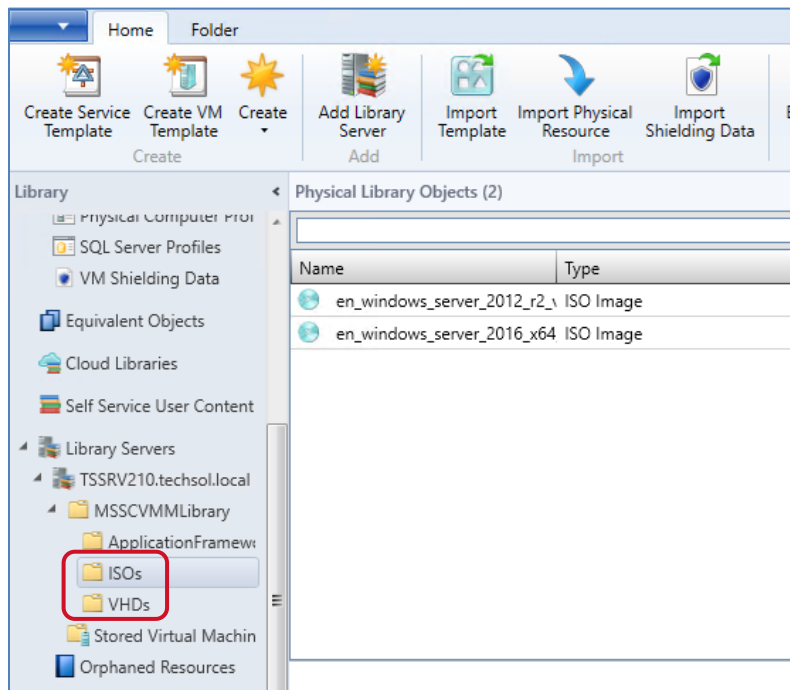 Home Folder
Create Service Template
Create VM Template
Create
Add Library Server
Import Template
Import Physical Resource
Import Shielding Data
Create
Add
Import
Library
Physical Library Objects (2)
Physical Computer Prof
SQL Server Profiles
VM Shielding Data
Equivalent Objects
Cloud Libraries
Self Service User Content
Library Servers
TSSRV210.techsol.local
MSSCVMMLibrary
ApplicationFramew
ISOs
VHDs
Stored Virtual Machin
Orphaned Resources
Name Type
en_windows_server_2012_r2_ ISO Image
en_windows_server_2016_x64 ISO Image